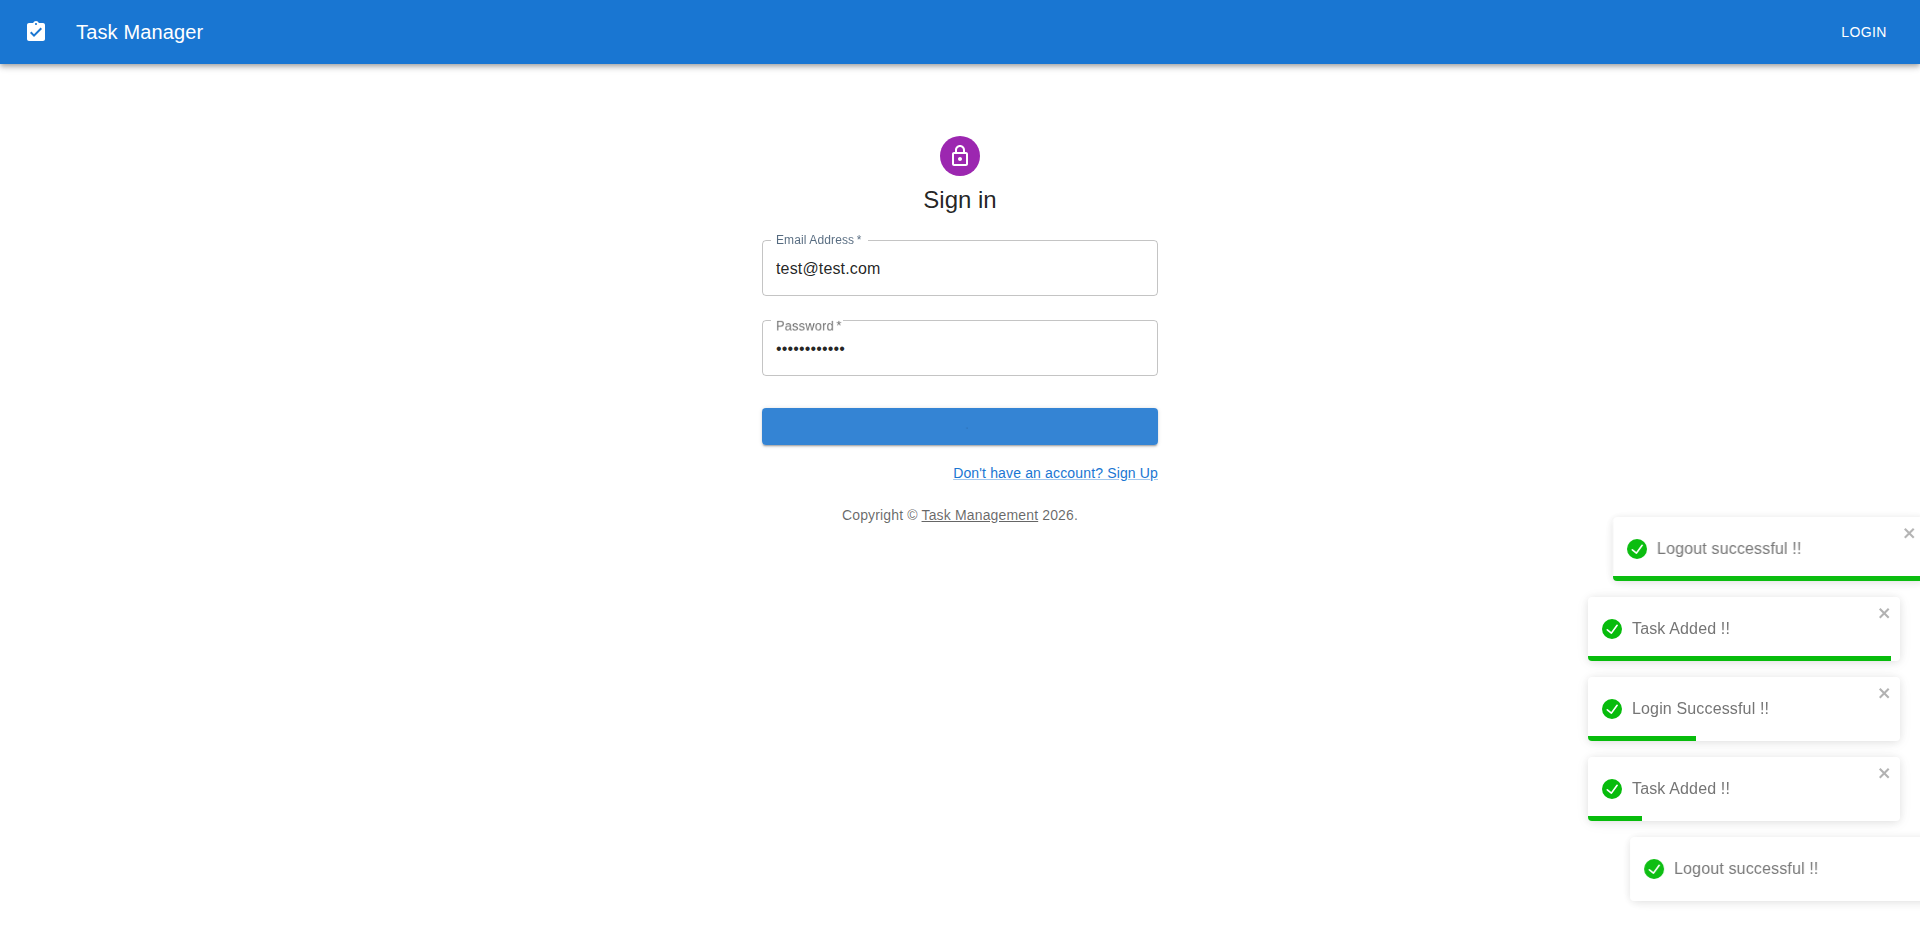 Task Manager
LOGIN
Sign in
Email Address *
test@test.com
Password *
••••••••••••
Don't have an account? Sign Up
Copyright © Task Management 2026.
Logout successful !!
Task Added !!
Login Successful !!
Task Added !!
Logout successful !!